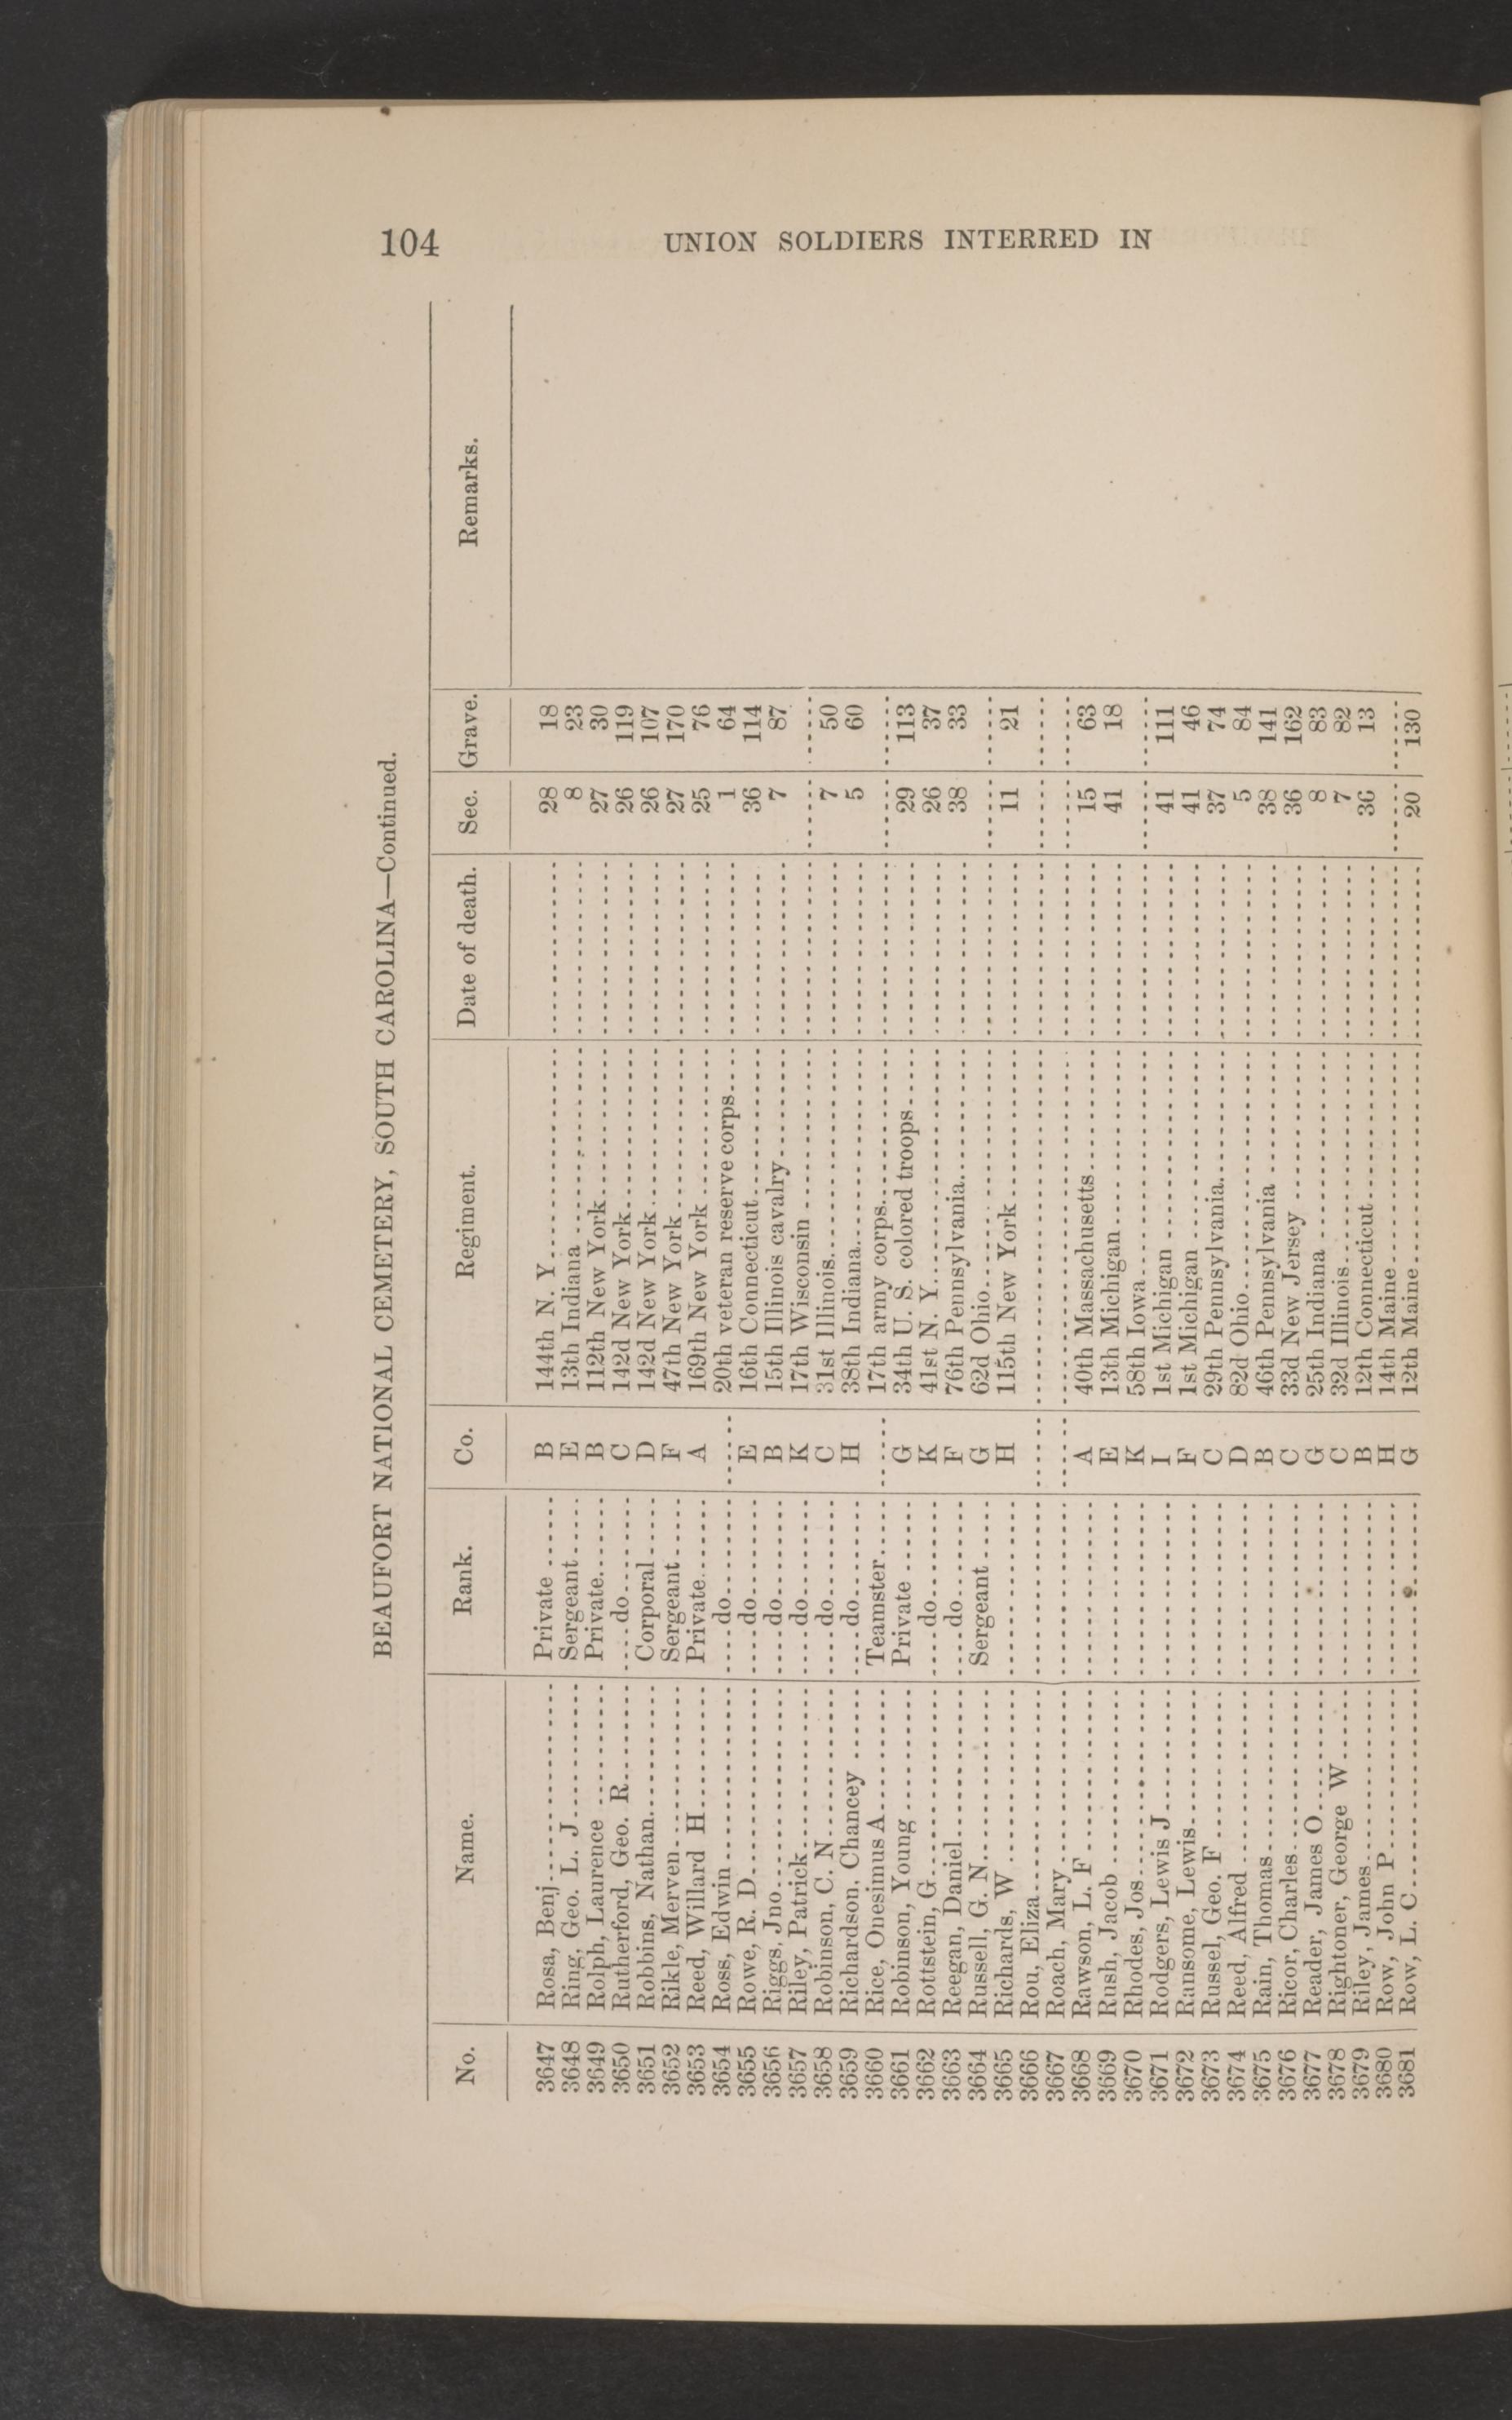 104 UNION SOLDIERS INTERRED IN
BEAUFORT NATIONAL CEMETERY, SOUTH CAROLINA—Continued.
No. Name. Rank. Co. Regiment. Date of death. Sec. Grave. Remarks.
3647 Rosa, Benj Private B 144th N. Y 28 18
3648 Ring, Geo. L. J Sergeant E 13th Indiana 8 23
3649 Rolph, Laurence Private B 112th New York 27 30
3650 Rutherford, Geo. R do C 142d New York 26 119
3651 Robbins, Nathan Corporal D 142d New York 26 107
3652 Rikle, Merven Sergeant F 47th New York 27 170
3653 Reed, Willard H Private A 169th New York 25 76
3654 Ross, Edwin do 20th veteran reserve corps 1 64
3655 Rowe, R. D do E 16th Connecticut 36 114
3656 Riggs, Jno do B 15th Illinois cavalry 7 87
3657 Riley, Patrick do K 17th Wisconsin
3658 Robinson, C. N do C 31st Illinois 7 50
3659 Richardson, Chancey do H 38th Indiana 5 60
3660 Rice, Onesimus A Teamster 17th army corps
3661 Robinson, Young Private G 34th U. S. colored troops 29 113
3662 Rottstein, G do K 41st N. Y 26 37
3663 Reegan, Daniel do F 76th Pennsylvania 38 33
3664 Russell, G. N Sergeant G 62d Ohio
3665 Richards, W H 115th New York 11 21
3666 Rou, Eliza
3667 Roach, Mary
3668 Rawson, L. F A 40th Massachusetts 15 63
3669 Rush, Jacob E 13th Michigan 41 18
3670 Rhodes, Jos K 58th Iowa
3671 Rodgers, Lewis J I 1st Michigan 41 111
3672 Ransome, Lewis F 1st Michigan 41 46
3673 Russel, Geo. F C 29th Pennsylvania 37 74
3674 Reed, Alfred D 82d Ohio 5 84
3675 Rain, Thomas B 46th Pennsylvania 38 141
3676 Ricor, Charles C 33d New Jersey 36 162
3677 Reader, James O G 25th Indiana 8 83
3678 Rightoner, George W C 32d Illinois 7 82
3679 Riley, James B 12th Connecticut 36 13
3680 Row, John P H 14th Maine
3681 Row, L. C G 12th Maine 20 130